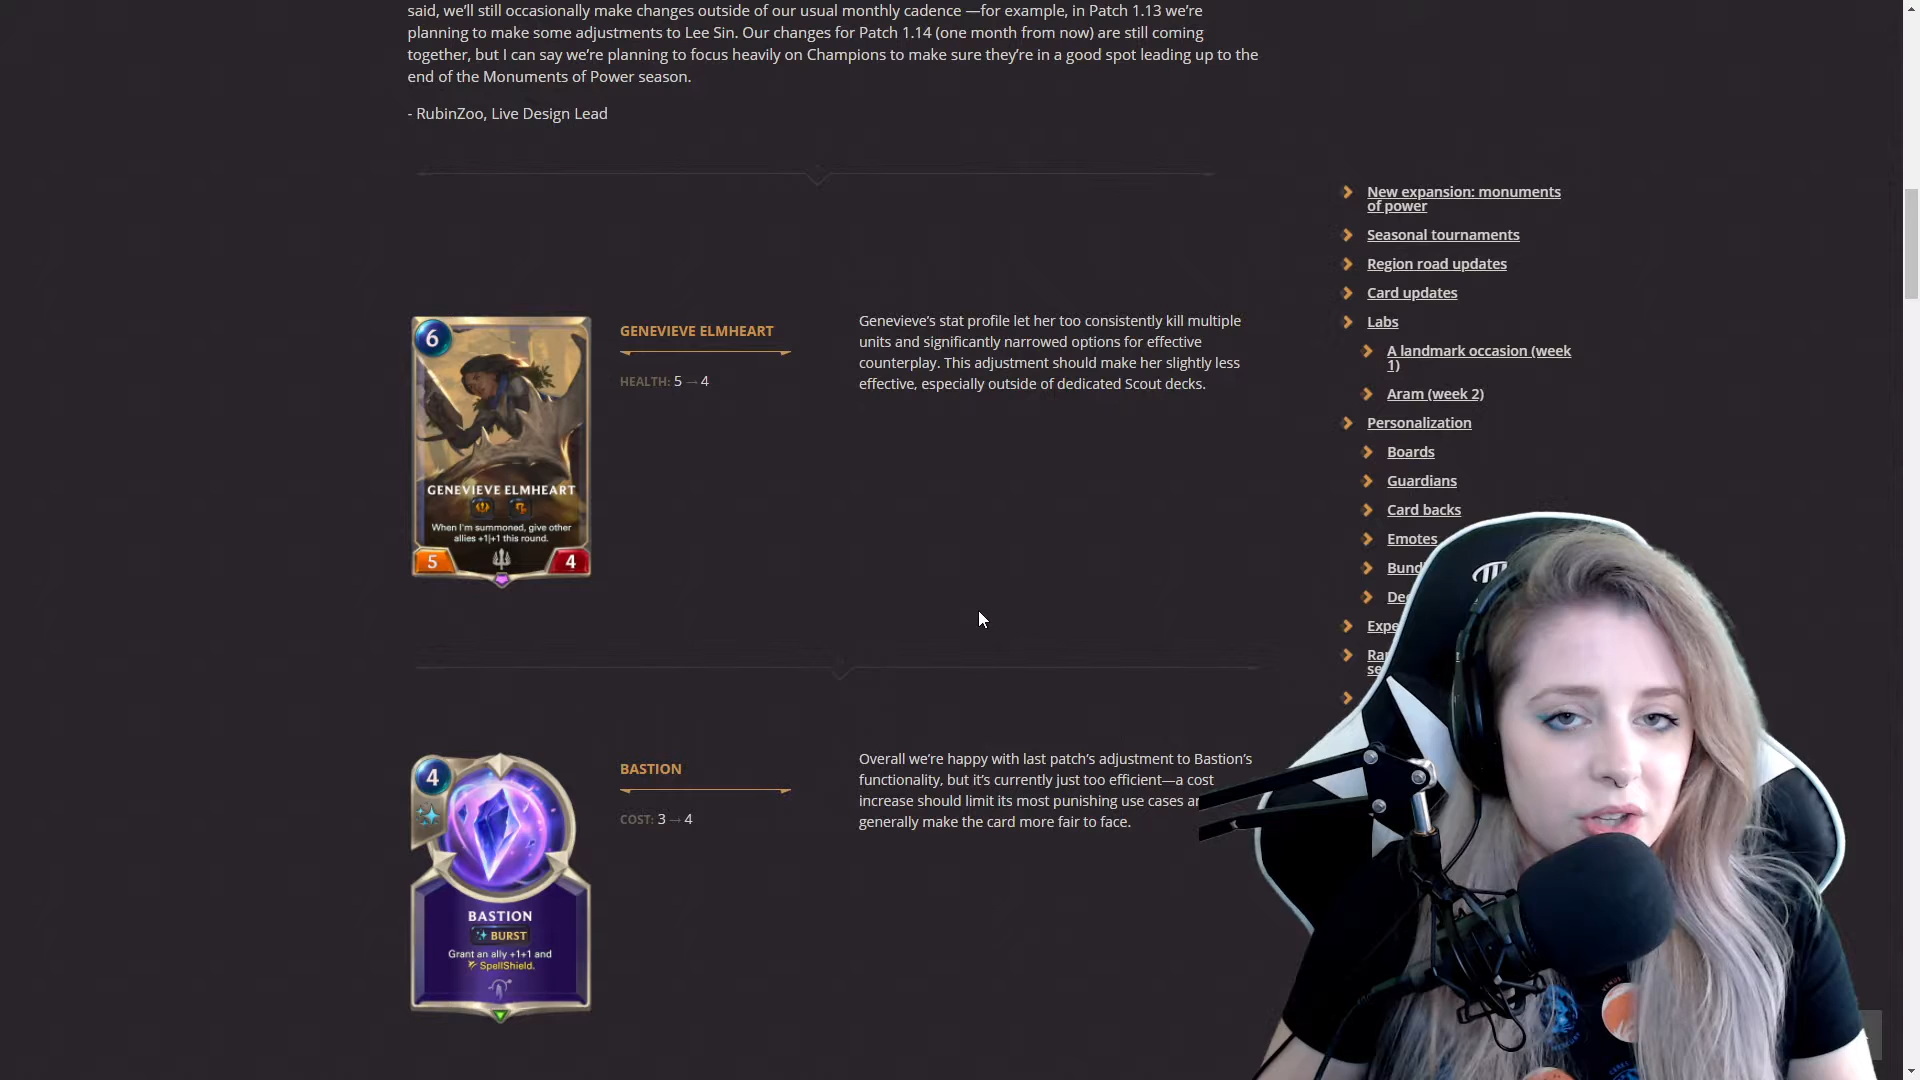 said, we'll still occasionally make changes outside of our usual monthly cadence —for example, in Patch 1.13 we're
planning to make some adjustments to Lee Sin. Our changes for Patch 1.14 (one month from now) are still coming
together, but I can say we're planning to focus heavily on Champions to make sure they're in a good spot leading up to the
end of the Monuments of Power season.
- RubinZoo, Live Design Lead
6
GENEVIEVE ELMHEART
When I'm summoned, give other
allies +1|+1 this round.
5
4
GENEVIEVE ELMHEART
HEALTH: 5 → 4
Genevieve's stat profile let her too consistently kill multiple
units and significantly narrowed options for effective
counterplay. This adjustment should make her slightly less
effective, especially outside of dedicated Scout decks.
4
BASTION
BURST
Grant an ally +1+1 and
SpellShield.
BASTION
COST: 3 → 4
Overall we're happy with last patch's adjustment to Bastion's
functionality, but it's currently just too efficient—a cost
increase should limit its most punishing use cases
generally make the card more fair to face.
New expansion: monuments
of power
Seasonal tournaments
Region road updates
Card updates
Labs
A landmark occasion (week
1)
Aram (week 2)
Personalization
Boards
Guardians
Card backs
Emotes